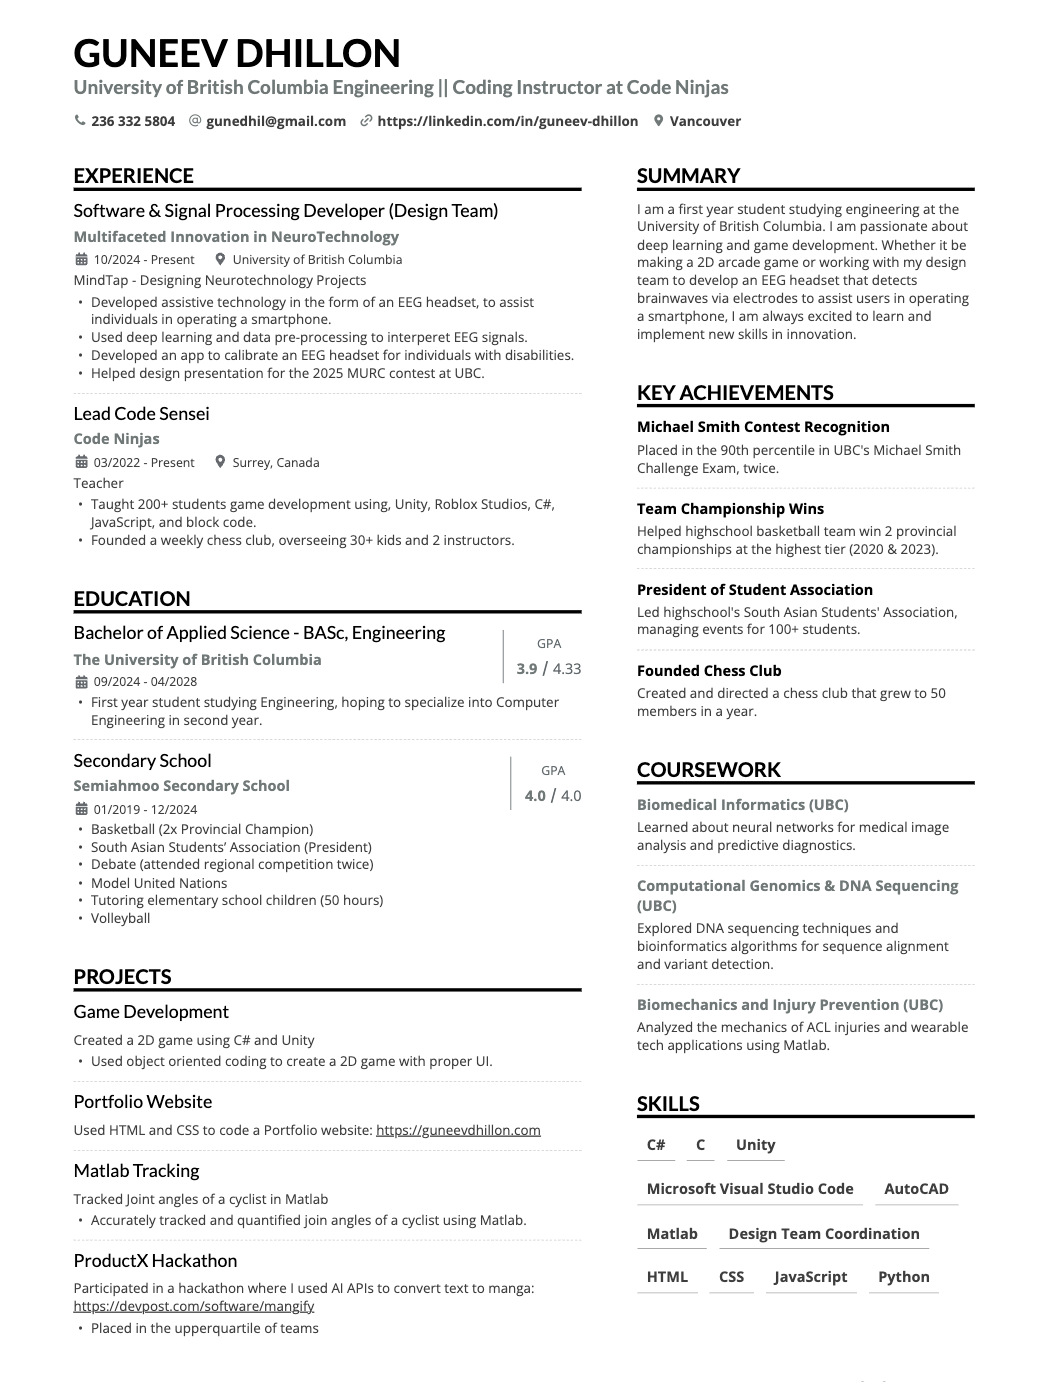 GUNEEV DHILLON
University of British Columbia Engineering || Coding Instructor at Code Ninjas
236 332 5804 @ gunedhil@gmail.com https://linkedin.com/in/guneev-dhillon Vancouver
EXPERIENCE
Software & Signal Processing Developer (Design Team)
Multifaceted Innovation in NeuroTechnology
10/2024 - Present University of British Columbia
MindTap - Designing Neurotechnology Projects
• Developed assistive technology in the form of an EEG headset, to assist
individuals in operating a smartphone.
• Used deep learning and data pre-processing to interperet EEG signals.
• Developed an app to calibrate an EEG headset for individuals with disabilities.
• Helped design presentation for the 2025 MURC contest at UBC.
Lead Code Sensei
Code Ninjas
03/2022 - Present Surrey, Canada
Teacher
• Taught 200+ students game development using, Unity, Roblox Studios, C#,
JavaScript, and block code.
• Founded a weekly chess club, overseeing 30+ kids and 2 instructors.
EDUCATION
Bachelor of Applied Science - BASc, Engineering
The University of British Columbia
09/2024 - 04/2028
GPA
3.9 / 4.33
• First year student studying Engineering, hoping to specialize into Computer
Engineering in second year.
Secondary School
Semiahmoo Secondary School
01/2019 - 12/2024
GPA
4.0 / 4.0
• Basketball (2x Provincial Champion)
• South Asian Students’ Association (President)
• Debate (attended regional competition twice)
• Model United Nations
• Tutoring elementary school children (50 hours)
• Volleyball
PROJECTS
Game Development
Created a 2D game using C# and Unity
• Used object oriented coding to create a 2D game with proper UI.
Portfolio Website
Used HTML and CSS to code a Portfolio website: https://guneevdhillon.com
Matlab Tracking
Tracked Joint angles of a cyclist in Matlab
• Accurately tracked and quantified join angles of a cyclist using Matlab.
ProductX Hackathon
Participated in a hackathon where I used AI APIs to convert text to manga:
https://devpost.com/software/mangify
• Placed in the upperquartile of teams
SUMMARY
I am a first year student studying engineering at the
University of British Columbia. I am passionate about
deep learning and game development. Whether it be
making a 2D arcade game or working with my design
team to develop an EEG headset that detects
brainwaves via electrodes to assist users in operating
a smartphone, I am always excited to learn and
implement new skills in innovation.
KEY ACHIEVEMENTS
Michael Smith Contest Recognition
Placed in the 90th percentile in UBC's Michael Smith
Challenge Exam, twice.
Team Championship Wins
Helped highschool basketball team win 2 provincial
championships at the highest tier (2020 & 2023).
President of Student Association
Led highschool's South Asian Students' Association,
managing events for 100+ students.
Founded Chess Club
Created and directed a chess club that grew to 50
members in a year.
COURSEWORK
Biomedical Informatics (UBC)
Learned about neural networks for medical image
analysis and predictive diagnostics.
Computational Genomics & DNA Sequencing
(UBC)
Explored DNA sequencing techniques and
bioinformatics algorithms for sequence alignment
and variant detection.
Biomechanics and Injury Prevention (UBC)
Analyzed the mechanics of ACL injuries and wearable
tech applications using Matlab.
SKILLS
C# C Unity
Microsoft Visual Studio Code AutoCAD
Matlab Design Team Coordination
HTML CSS JavaScript Python